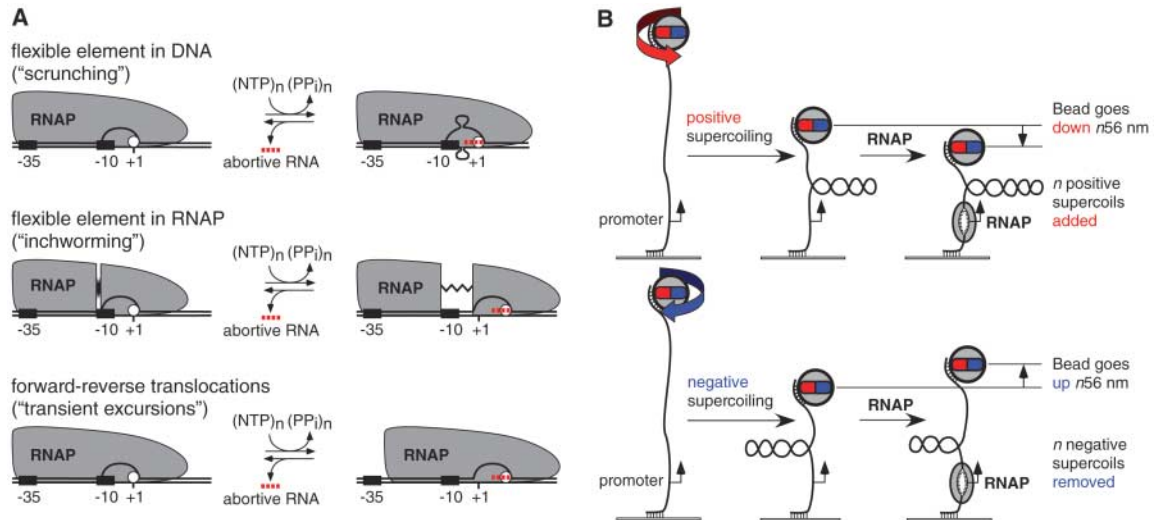 A
flexible element in DNA
("scrunching")
(NTP)n (PPi)n
RNAP
abortive RNA
-35 -10 +1
-10 +1
flexible element in RNAP
("inchworming")
(NTP)n (PPi)n
RNAP
RNAP
abortive RNA
-35 -10 +1
-35 -10 +1
forward-reverse translocations
("transient excursions")
(NTP)n (PPi)n
RNAP
RNAP
abortive RNA
-35 -10 +1
-35 -10 +1
B
positive
supercoiling
RNAP
Bead goes
down n56 nm
promoter
RNAP
n positive
supercoils
added
negative
supercoiling
RNAP
Bead goes
up n56 nm
promoter
RNAP
n negative
supercoils
removed